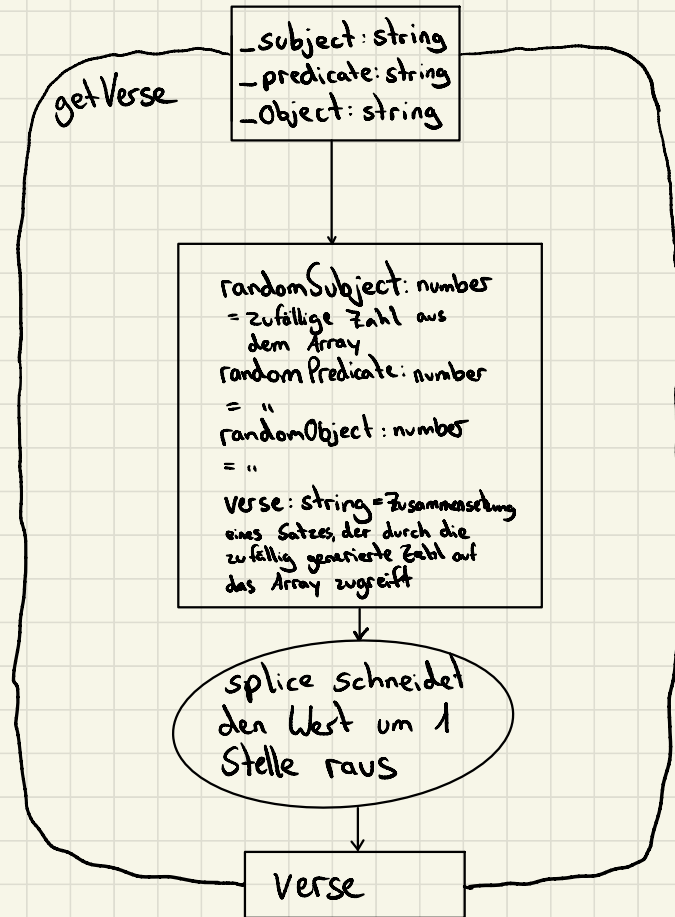 _subject: string
_predicate: string
_Object: string
getVerse
randomSubject: number
= zufällige Zahl aus
dem Array
randomPredicate: number
= "
randomObject: number
= "
verse: string = Zusammensetzung
eines Satzes, der durch die
zufällig generierte Zahl auf
das Array zugreift
splice schneidet
den Wert um 1
Stelle raus
Verse